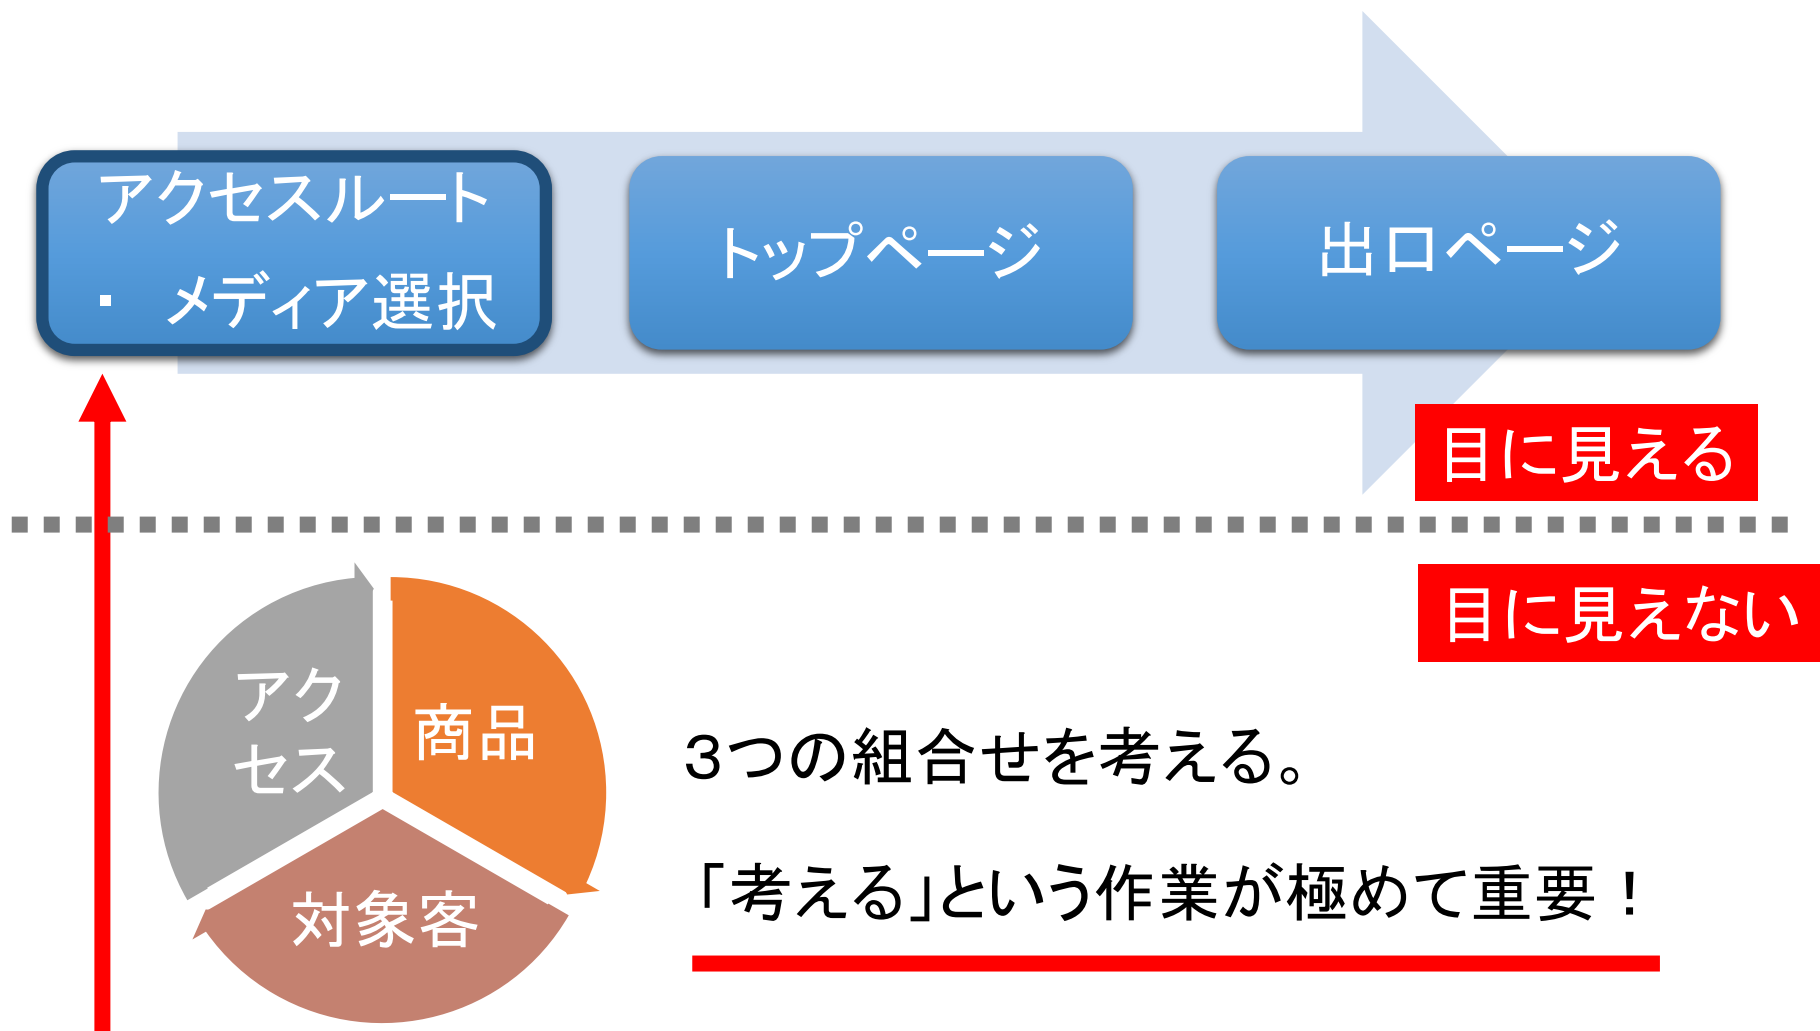 アクセスルート
▪ メディア選択
トップページ
出口ページ
目に見える
目に見えない
アク
セス
商品
対象客
３つの組合せを考える。
「考える」という作業が極めて重要！